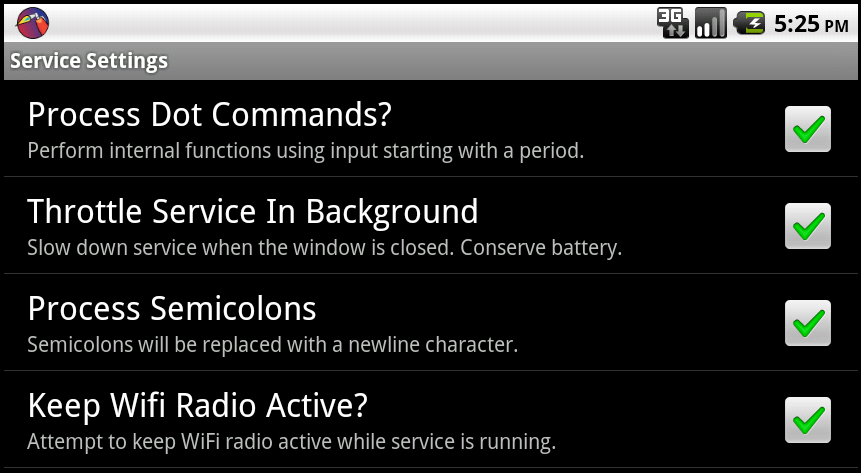 3G
5:25 PM
Service Settings
Process Dot Commands?
Perform internal functions using input starting with a period.
Throttle Service In Background
Slow down service when the window is closed. Conserve battery.
Process Semicolons
Semicolons will be replaced with a newline character.
Keep Wifi Radio Active?
Attempt to keep WiFi radio active while service is running.